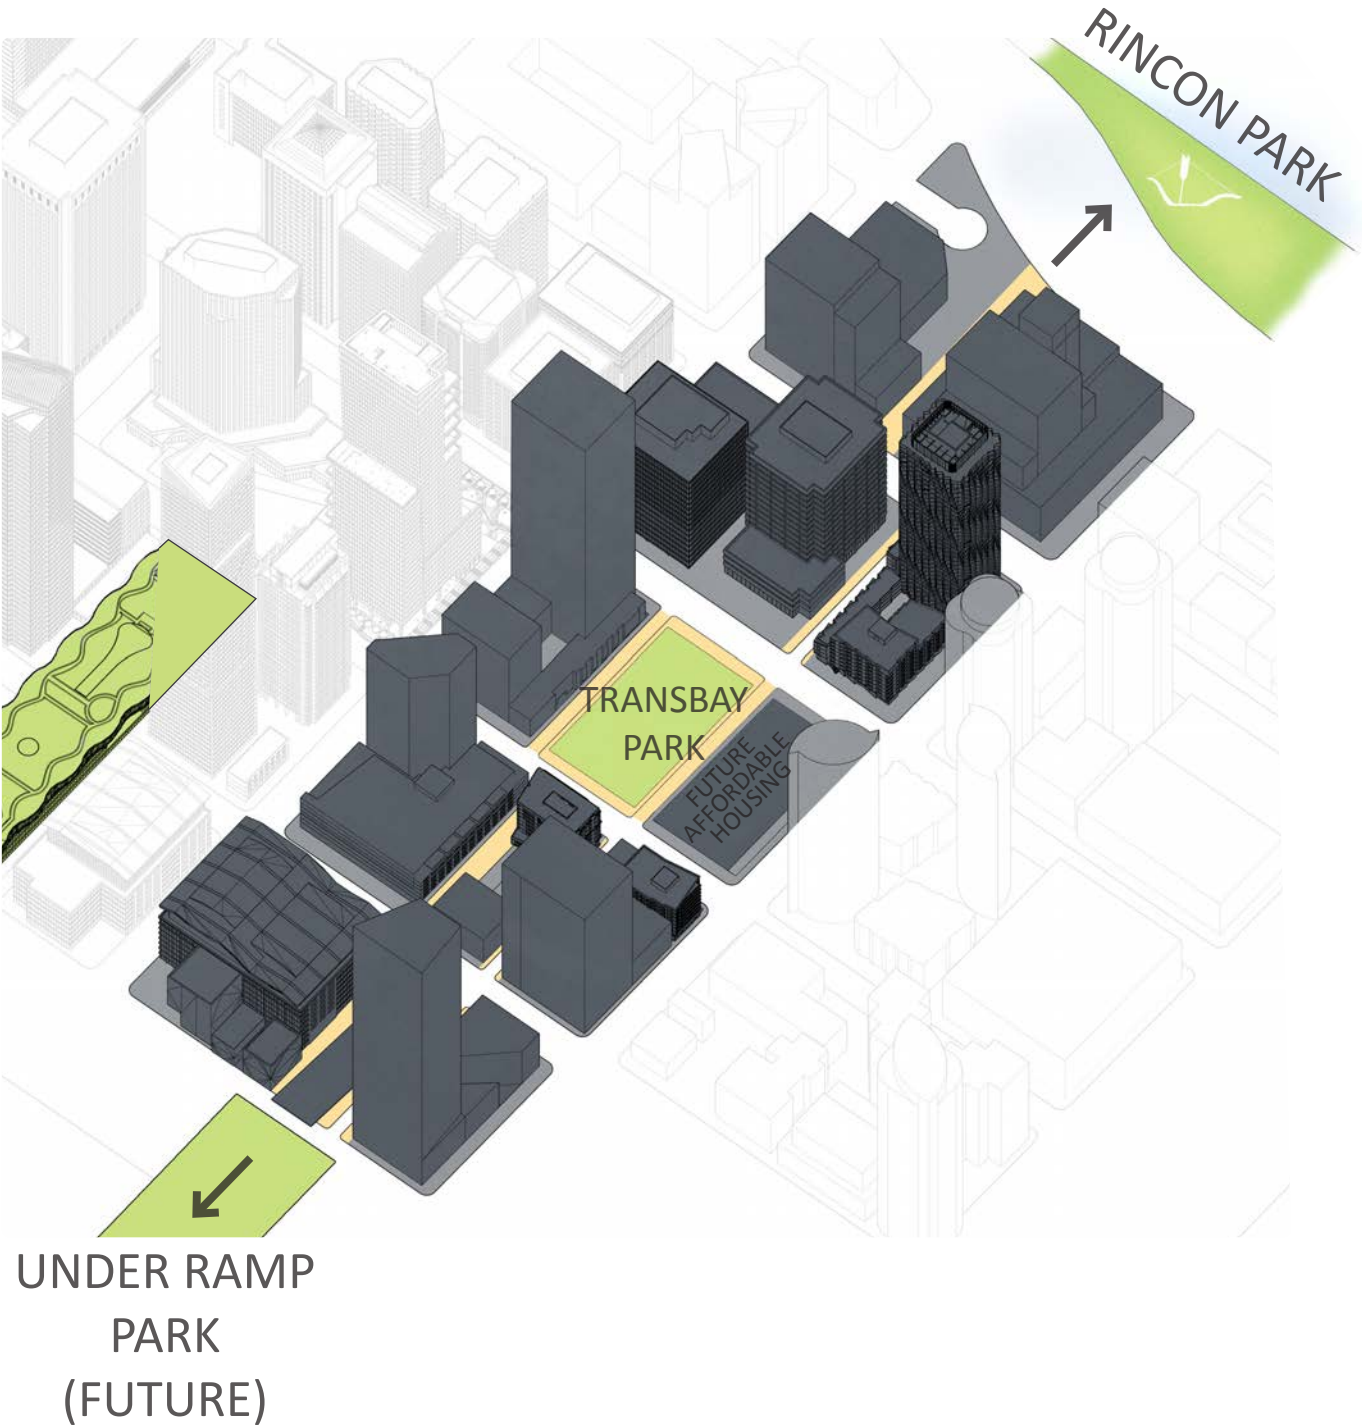 RINCON PARK
TRANSBAY
PARK
FUTURE
AFFORDABLE
HOUSING
UNDER RAMP
PARK
(FUTURE)